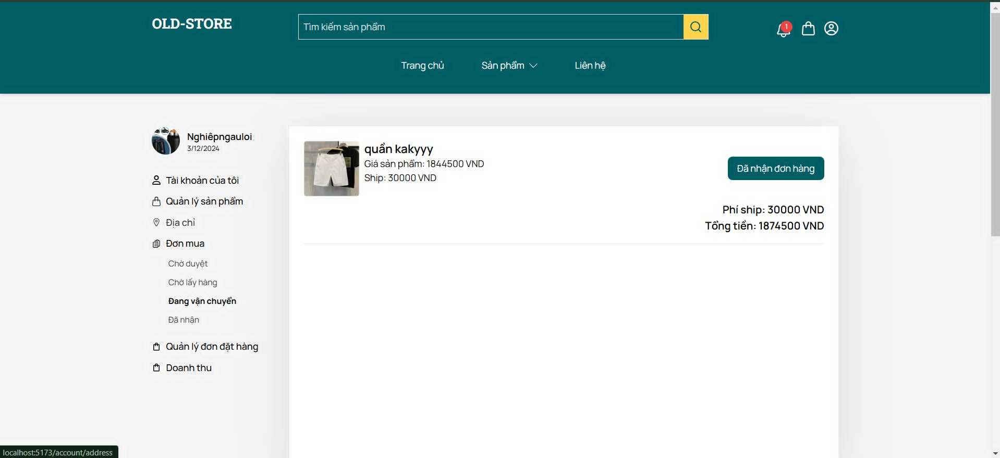 OLD-STORE
Tìm kiếm sản phẩm
1
Trang chủ
Sản phẩm
Liên hệ
Nghiêpngauloi
3/12/2024
Tài khoản của tôi
Quản lý sản phẩm
Địa chỉ
Đơn mua
Chờ duyệt
Chờ lấy hàng
Đang vận chuyển
Đã nhận
Quản lý đơn đặt hàng
Doanh thu
quần kakyyy
Giá sản phẩm: 1844500 VND
Ship: 30000 VND
Đã nhận đơn hàng
Phí ship: 30000 VND
Tổng tiền: 1874500 VND
localhost:5173/account/address